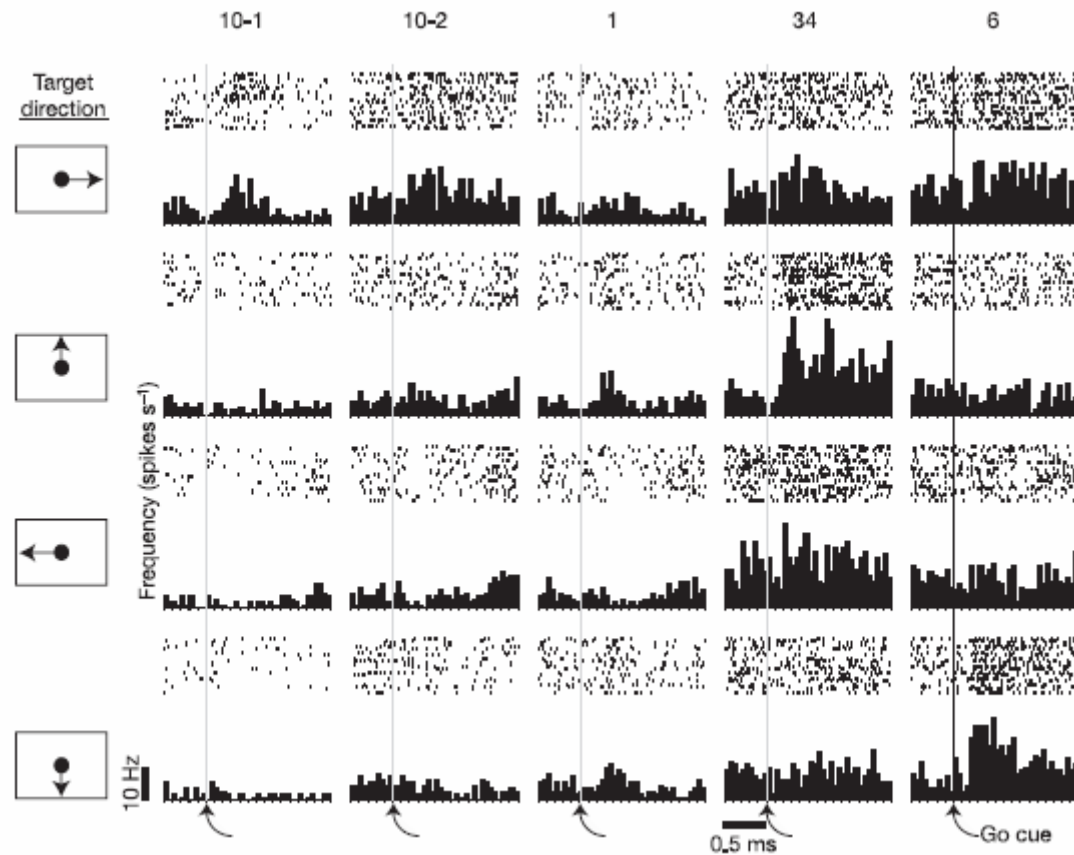 10-1 10-2 1 34 6
Target
direction
Frequency (spikes s⁻¹)
10 Hz
0.5 ms
Go cue